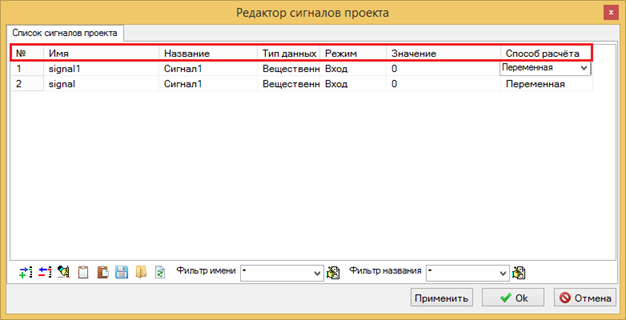 Редактор сигналов проекта
x
Список сигналов проекта
№ Имя Название Тип данных Режим Значение Способ расчёта
1 signal1 Сигнал1 Вещественн Вход 0 Переменная
2 signal Сигнал1 Вещественн Вход 0 Переменная
Фильтр имени * Фильтр названия *
Применить Ok Отмена